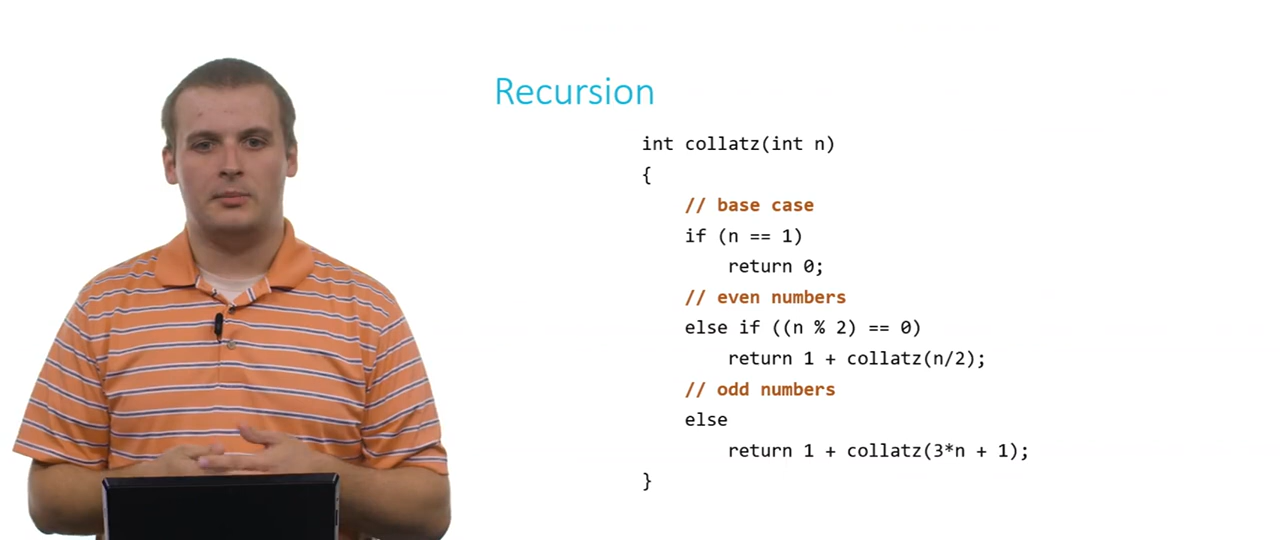 Recursion
int collatz(int n)
{
    // base case
    if (n == 1)
        return 0;
    // even numbers
    else if ((n % 2) == 0)
        return 1 + collatz(n/2);
    // odd numbers
    else
        return 1 + collatz(3*n + 1);
}